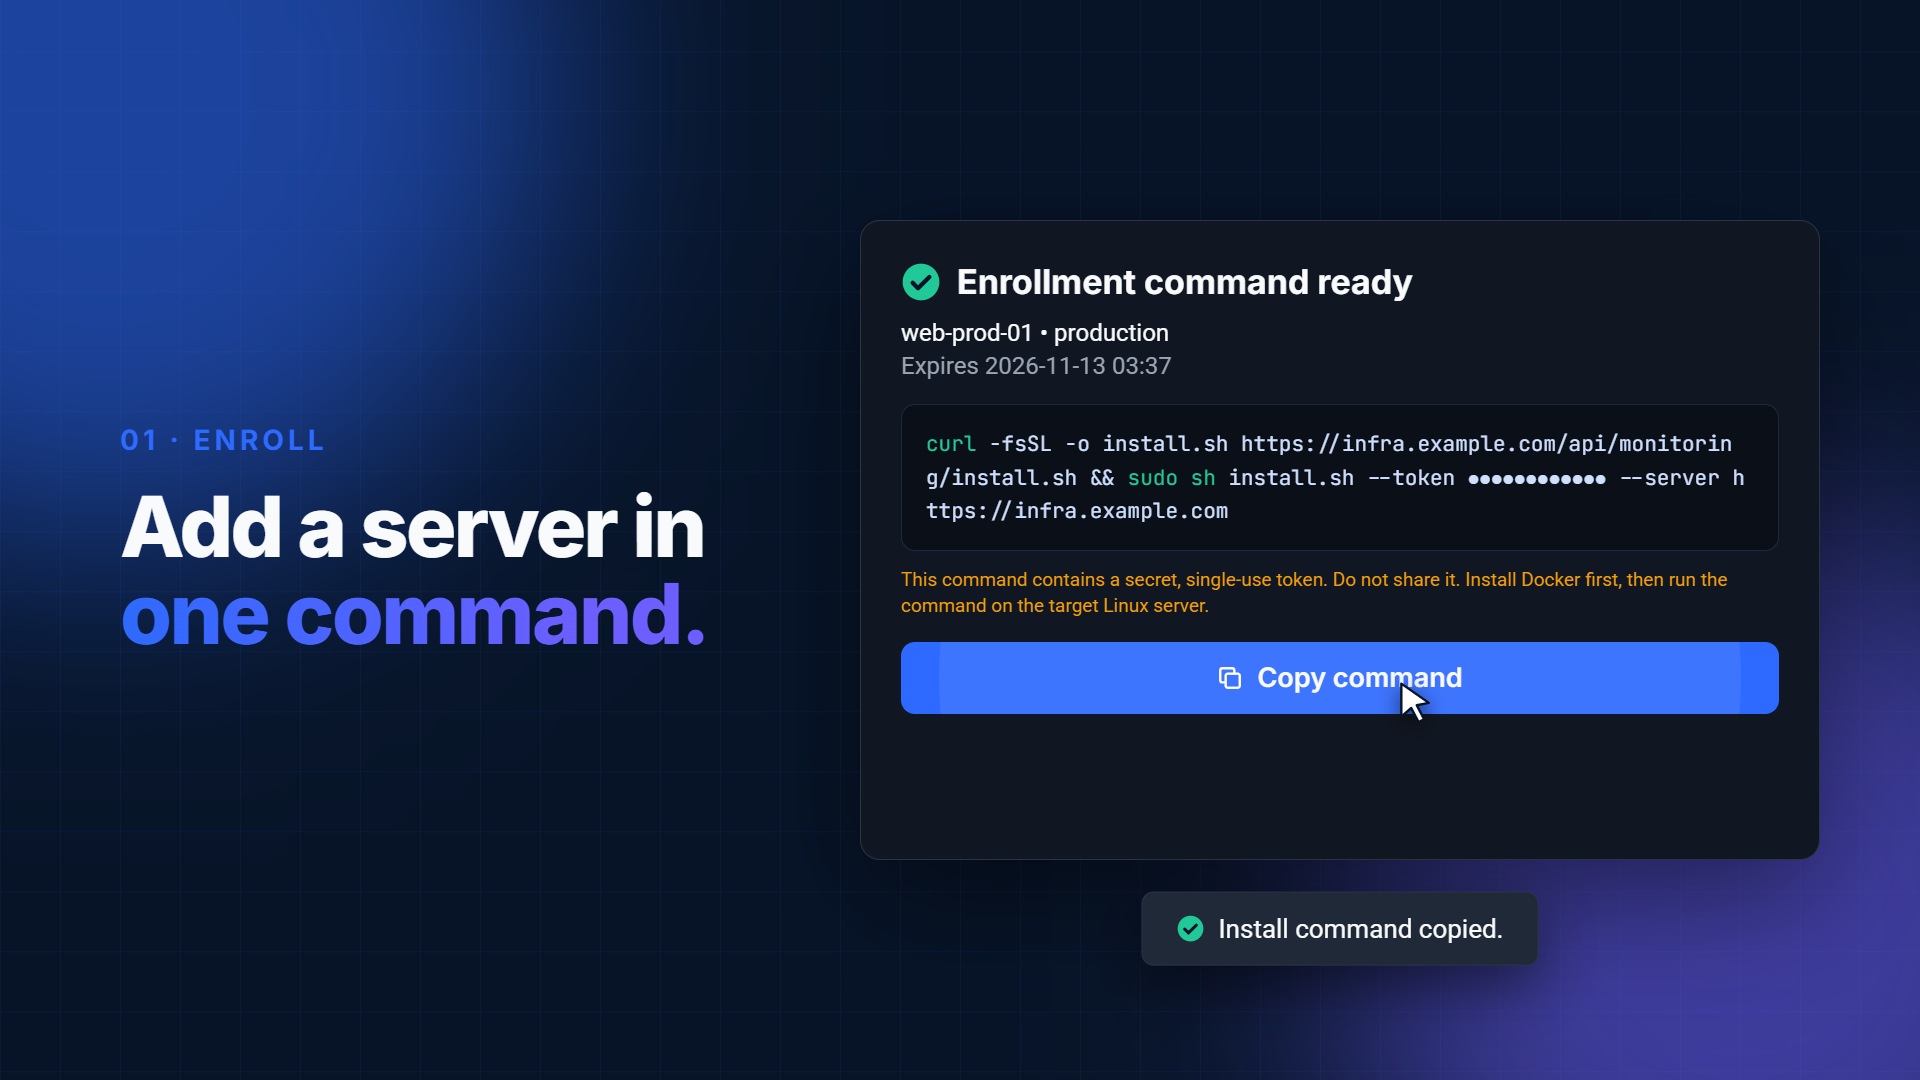 01 · ENROLL
Add a server in
one command.
Enrollment command ready
web-prod-01 • production
Expires 2026-11-13 03:37
curl -fsSL -o install.sh https://infra.example.com/api/monitorin
g/install.sh && sudo sh install.sh --token ●●●●●●●●●●●● --server h
ttps://infra.example.com
This command contains a secret, single-use token. Do not share it. Install Docker first, then run the
command on the target Linux server.
Copy command
Install command copied.